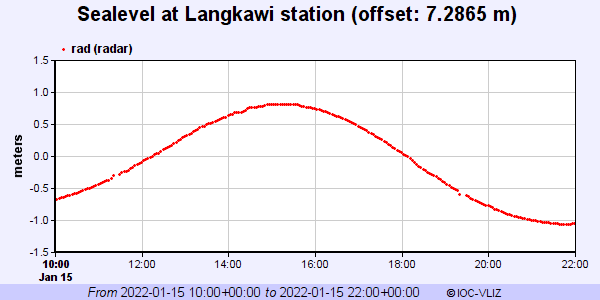 Sealevel at Langkawi station (offset: 7.2865 m)
rad (radar)
meters
1.5
1.0
0.5
0.0
-0.5
-1.0
-1.5
10:00 12:00 14:00 16:00 18:00 20:00 22:00
Jan 15
From 2022-01-15 10:00+00:00 to 2022-01-15 22:00+00:00 © IOC-VLIZ